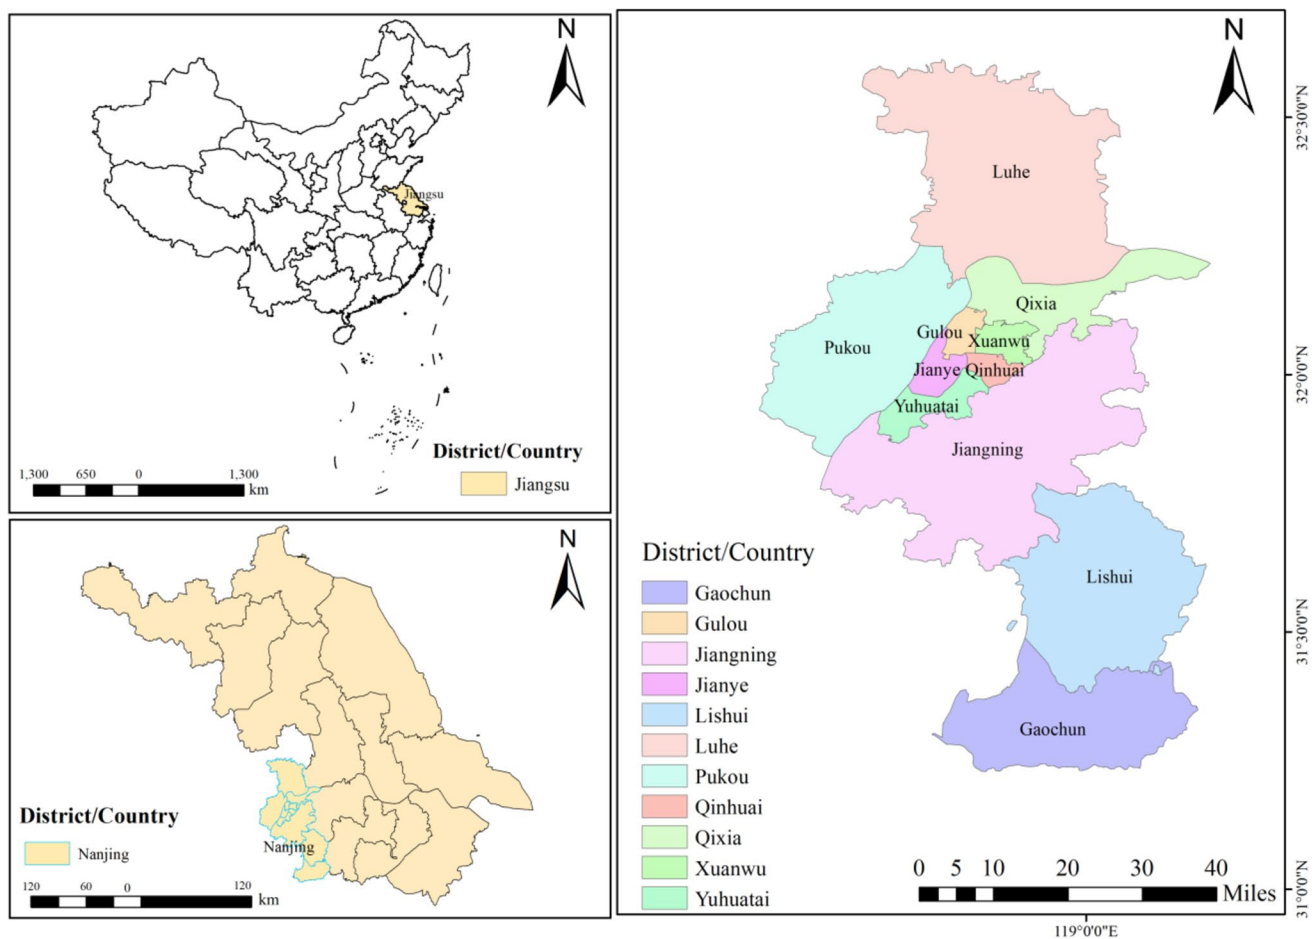 N
Jiangsu
District/Country
Jiangsu
1,300 650 0 1,300
km
N
Nanjing
District/Country
Nanjing
120 60 0 120
km
N
Luhe
Qixia
Gulou
Xuanwu
Pukou
Jianye
Qinhuai
Yuhuatai
Jiangning
Lishui
Gaochun
District/Country
Gaochun
Gulou
Jiangning
Jianye
Lishui
Luhe
Pukou
Qinhuai
Qixia
Xuanwu
Yuhuatai
0 5 10 20 30 40
Miles
32°30'0"N
32°0'0"N
31°30'0"N
31°0'0"N
119°0'0"E